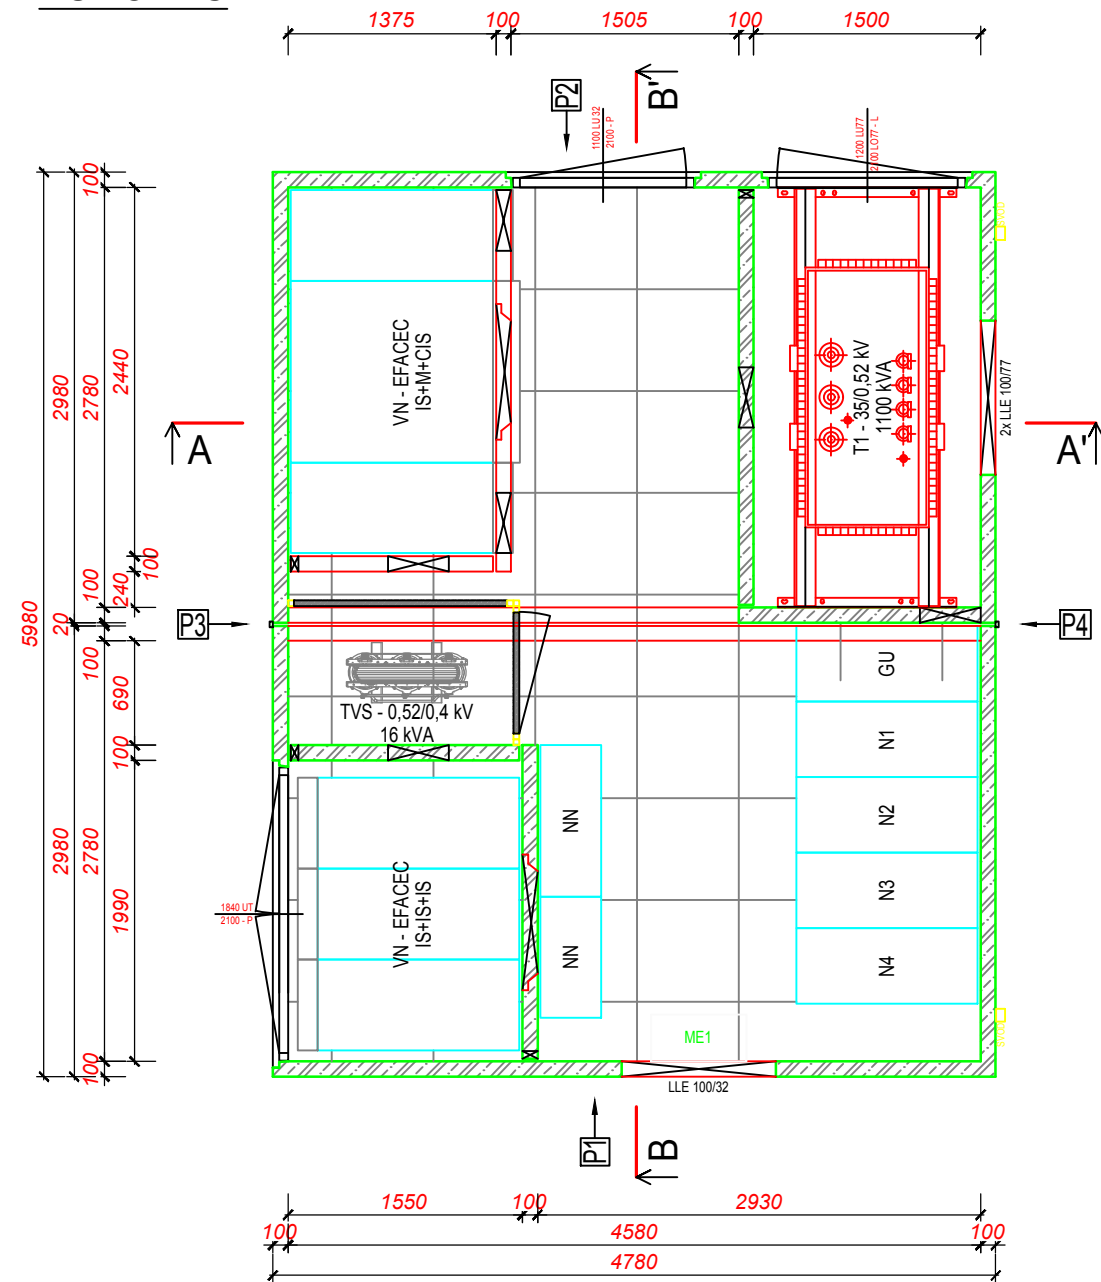 1375
100
1505
100
1500
P2
B'
1100 LU 32
2100 - P
1200 LU77
100
VN - EFACEC
IS+M+CIS
T1 - 35/0,52 kV
1100 kVA
2x LLE 100/77
2440
2780
2980
A
A'
100
240
100
5980
20
P3
P4
100
690
TVS - 0,52/0,4 kV
16 kVA
GU
N1
100
NN
N2
2980
2780
1990
1840 UT
2100 - P
VN - EFACEC
IS+IS+IS
N3
NN
N4
ME1
100
LLE 100/32
P1
B
1550
100
2930
100
4580
100
4780